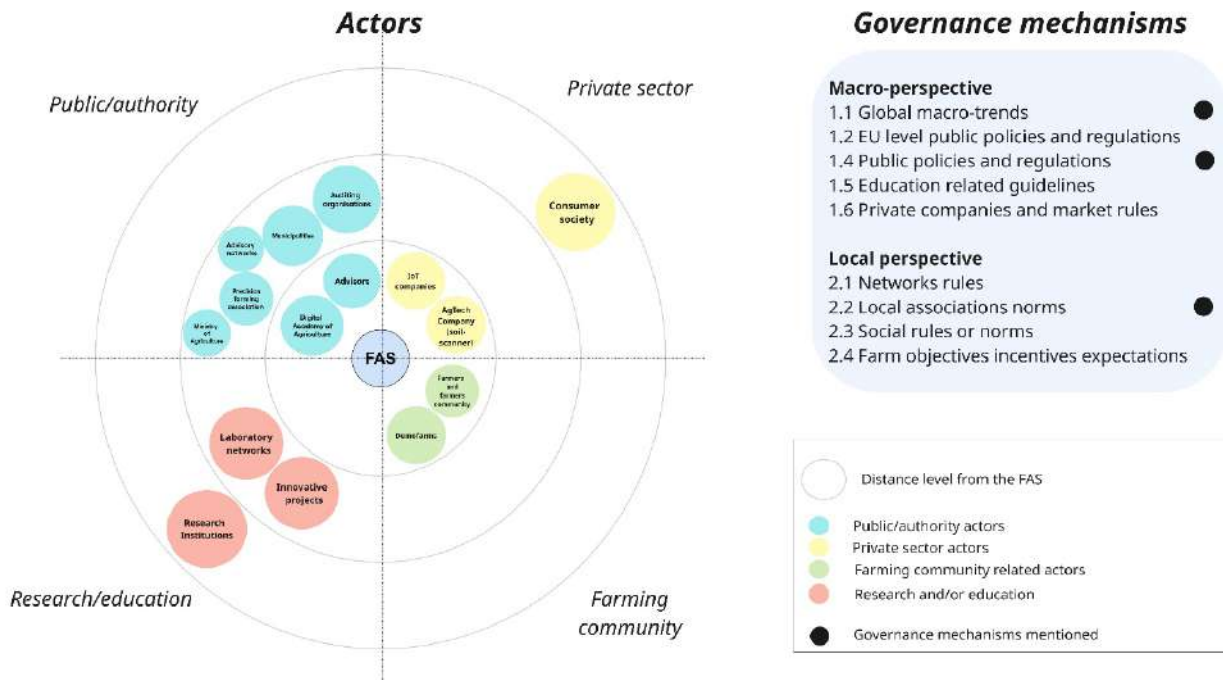 Actors
Public/authority
Private sector
Auditing
organisations
Municipalities
Advisory
networks
Precision
farming
association
Ministry
of
Agriculture
Advisors
Digital
Academy of
Agriculture
IoT
companies
AgTech
Company
(soil-
scanner)
Consumer
society
FAS
Farmers
and
farmers
community
Demofarms
Laboratory
networks
Innovative
projects
Research
Institutions
Research/education
Farming
community
Governance mechanisms
Macro-perspective
1.1 Global macro-trends
1.2 EU level public policies and regulations
1.4 Public policies and regulations
1.5 Education related guidelines
1.6 Private companies and market rules
Local perspective
2.1 Networks rules
2.2 Local associations norms
2.3 Social rules or norms
2.4 Farm objectives incentives expectations
Distance level from the FAS
Public/authority actors
Private sector actors
Farming community related actors
Research and/or education
Governance mechanisms mentioned